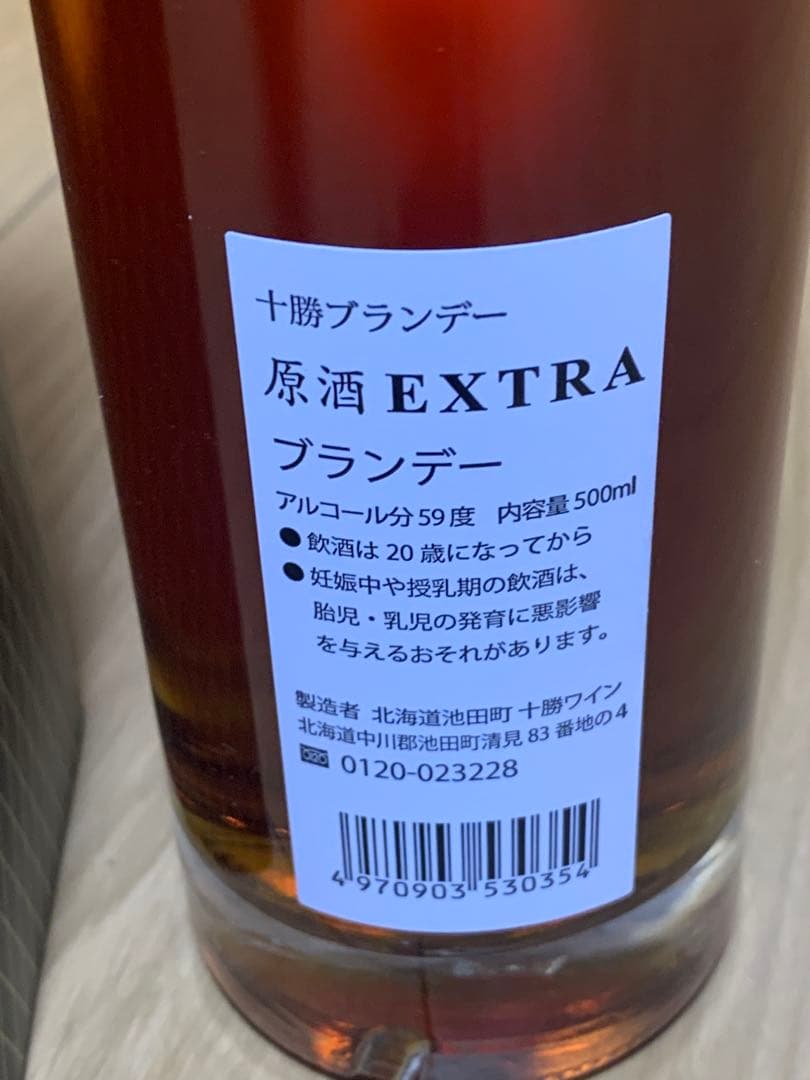 十勝ブランデー
原酒 EXTRA
ブランデー
アルコール分 59 度　内容量 500ml
●飲酒は 20 歳になってから
●妊娠中や授乳期の飲酒は、
胎児・乳児の発育に悪影響
を与えるおそれがあります。
製造者 北海道池田町 十勝ワイン
北海道中川郡池田町清見 83 番地の 4
0120-023228
4 970903 530354